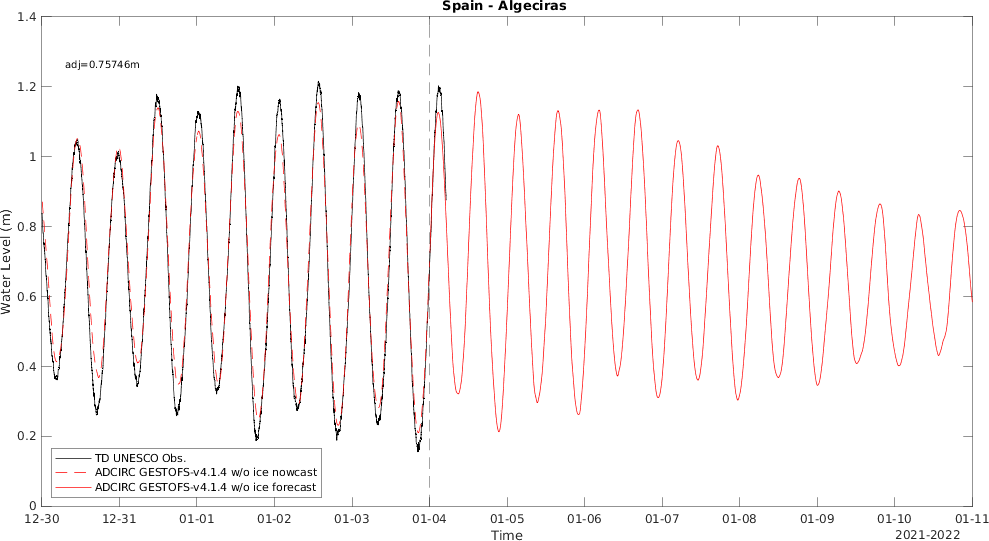 Spain - Algeciras
1.4
1.2
1
0.8
0.6
0.4
0.2
0
Water Level (m)
adj=0.75746m
TD UNESCO Obs.
ADCIRC GESTOFS-v4.1.4 w/o ice nowcast
ADCIRC GESTOFS-v4.1.4 w/o ice forecast
12-30 12-31 01-01 01-02 01-03 01-04 01-05 01-06 01-07 01-08 01-09 01-10 01-11
Time
2021-2022